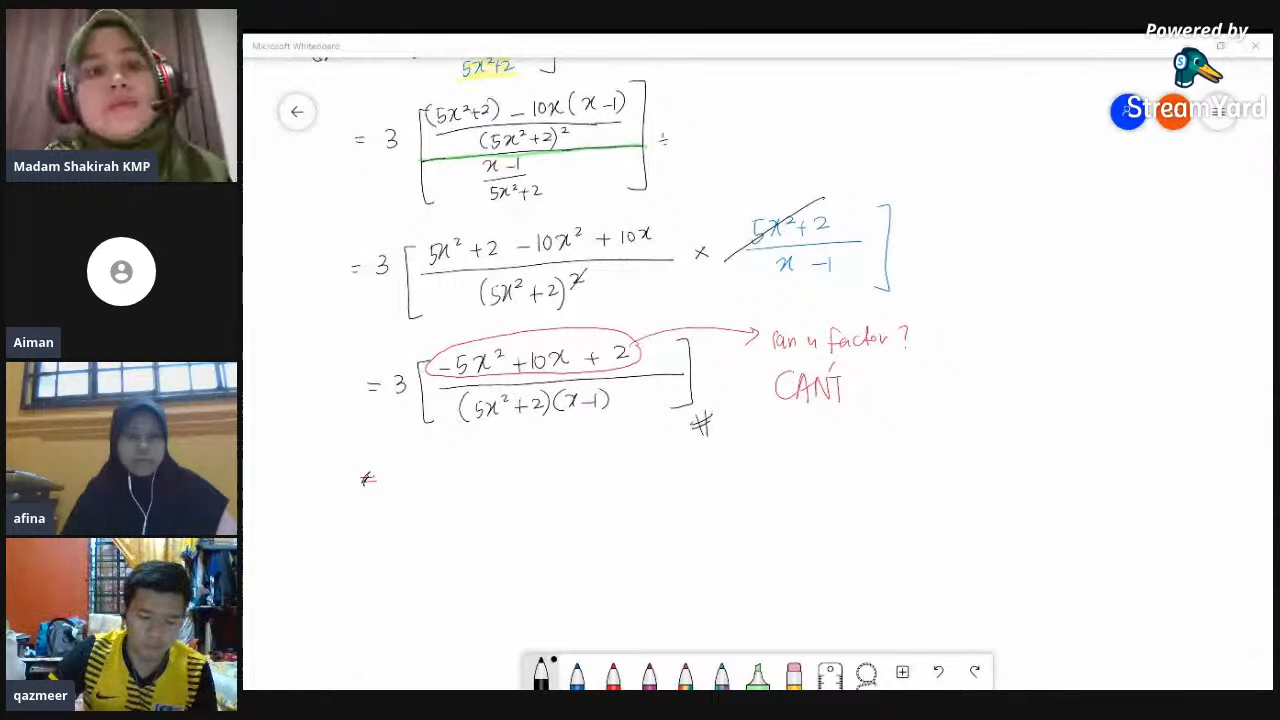 Powered by
StreamYard
Microsoft Whiteboard
5x²+2 ]
= 3 [ (5x²+2) − 10x(x−1)
(5x²+2)² ÷
x−1
5x²+2 ]
= 3 [ 5x²+2 −10x² + 10x × 5x²+2
(5x²+2)² x −1 ]
= 3 [ −5x² +10x + 2 ] can u factor ?
(5x²+2)(x−1) # CAN'T
Madam Shakirah KMP
Aiman
afina
qazmeer